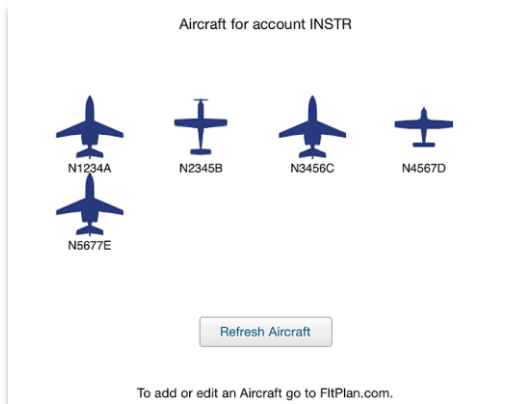 Aircraft for account INSTR
N1234A N2345B N3456C N4567D
N5677E
Refresh Aircraft
To add or edit an Aircraft go to FltPlan.com.